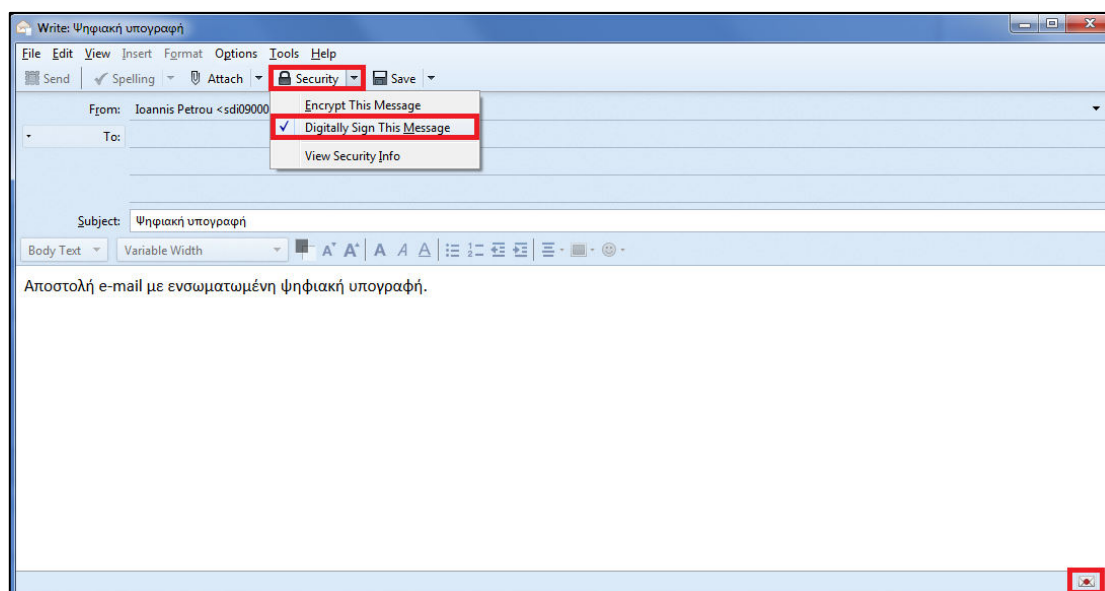 Write: Ψηφιακή υπογραφή
File Edit View Insert Format Options Tools Help
Send Spelling Attach Security Save
From: Ioannis Petrou <sdi09000
Encrypt This Message
To:
Digitally Sign This Message
View Security Info
Subject: Ψηφιακή υπογραφή
Body Text Variable Width
Αποστολή e-mail με ενσωματωμένη ψηφιακή υπογραφή.